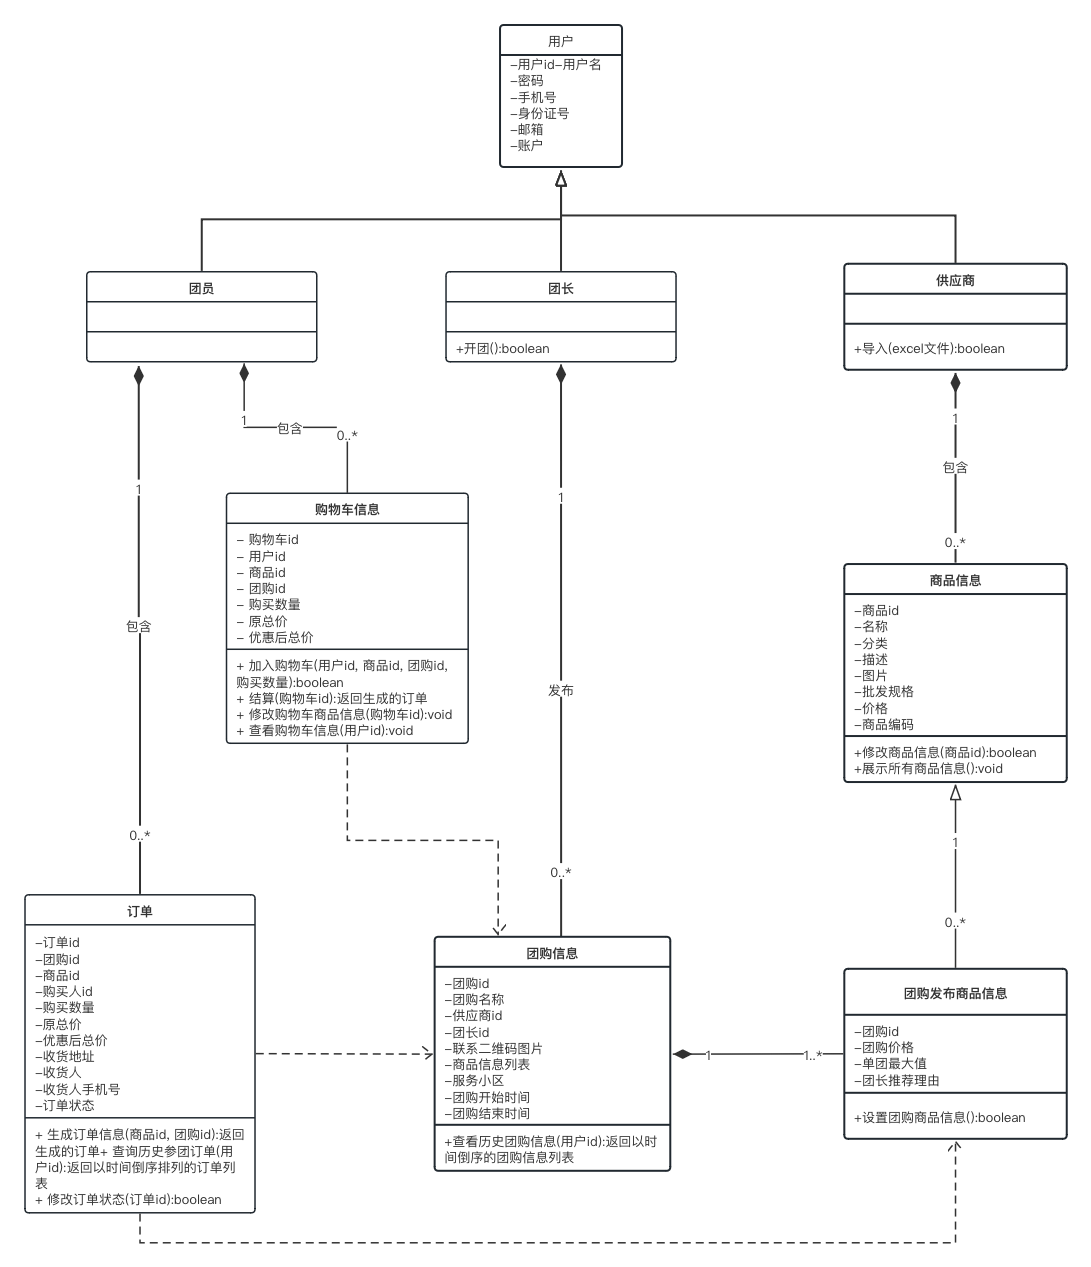 用户
-用户id-用户名
-密码
-手机号
-身份证号
-邮箱
-账户
团员
团长
+开团():boolean
供应商
+导入(excel文件):boolean
1
包含
0..*
1
包含
0..*
1
发布
0..*
1
包含
0..*
购物车信息
- 购物车id
- 用户id
- 商品id
- 团购id
- 购买数量
- 原总价
- 优惠后总价
+ 加入购物车(用户id, 商品id, 团购id,
购买数量):boolean
+ 结算(购物车id):返回生成的订单
+ 修改购物车商品信息(购物车id):void
+ 查看购物车信息(用户id):void
商品信息
-商品id
-名称
-分类
-描述
-图片
-批发规格
-价格
-商品编码
+修改商品信息(商品id):boolean
+展示所有商品信息():void
1
0..*
订单
-订单id
-团购id
-商品id
-购买人id
-购买数量
-原总价
-优惠后总价
-收货地址
-收货人
-收货人手机号
-订单状态
+ 生成订单信息(商品id, 团购id):返回
生成的订单+ 查询历史参团订单(用
户id):返回以时间倒序排列的订单列
表
+ 修改订单状态(订单id):boolean
团购信息
-团购id
-团购名称
-供应商id
-团长id
-联系二维码图片
-商品信息列表
-服务小区
-团购开始时间
-团购结束时间
+查看历史团购信息(用户id):返回以时
间倒序的团购信息列表
1
1..*
团购发布商品信息
-团购id
-团购价格
-单团最大值
-团长推荐理由
+设置团购商品信息():boolean